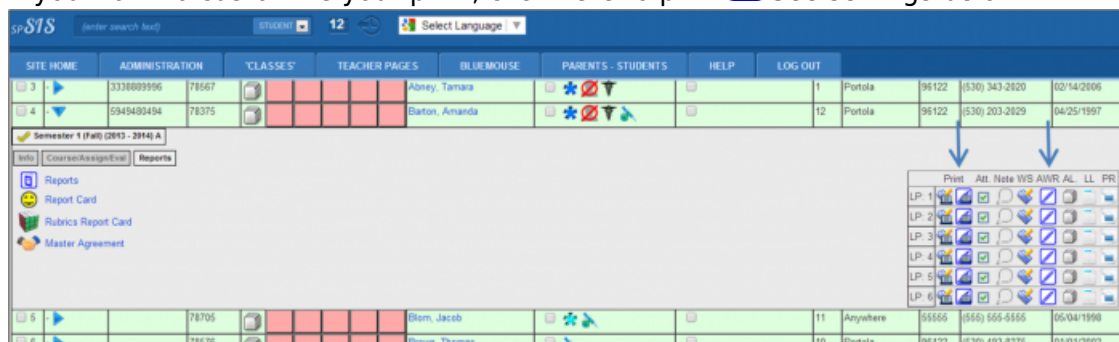 spSIS (enter search text) STUDENT 12 Select Language ▼
SITE HOME ADMINISTRATION 'CLASSES' TEACHER PAGES BLUEMOUSE PARENTS - STUDENTS HELP LOG OUT
3 - 3338889996 78567 Abney, Tamara 1 Portola 96122 (530) 343-2020 02/14/2006
4 - 5949480494 78375 Barton, Amanda 12 Portola 96122 (530) 203-2029 04/25/1997
Semester 1 (Fall) (2013 - 2014) A
Info Course/Assign/Eval Reports
Print Att. Note WS AWR AL. LL PR
Reports
LP: 1
Report Card
LP: 2
Rubrics Report Card
LP: 3
Master Agreement
LP: 4
LP: 5
LP: 6
5 - 78705 Blom, Jacob 11 Anywhere 55555 (555) 555-5555 05/04/1998